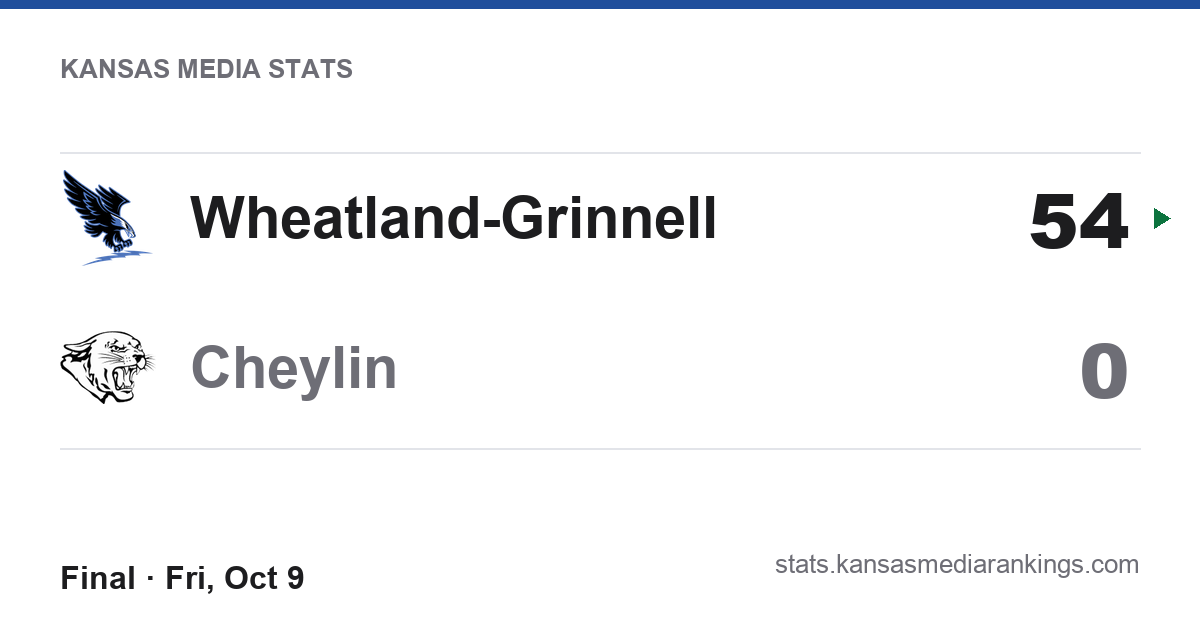 KANSAS MEDIA STATS
Wheatland-Grinnell 54
Cheylin 0
Final · Fri, Oct 9
stats.kansasmediarankings.com